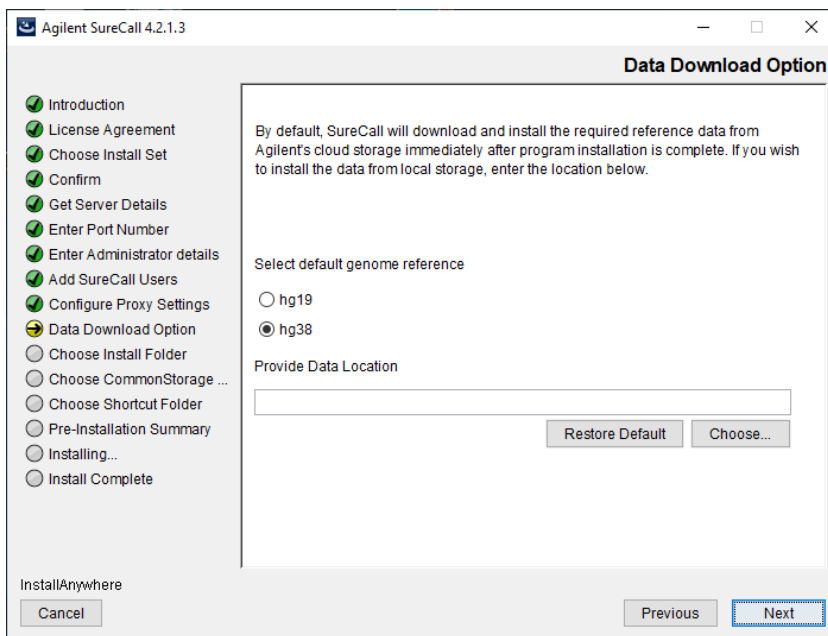 Agilent SureCall 4.2.1.3
Data Download Option
Introduction
License Agreement
Choose Install Set
Confirm
Get Server Details
Enter Port Number
Enter Administrator details
Add SureCall Users
Configure Proxy Settings
Data Download Option
Choose Install Folder
Choose CommonStorage ...
Choose Shortcut Folder
Pre-Installation Summary
Installing...
Install Complete
By default, SureCall will download and install the required reference data from
Agilent's cloud storage immediately after program installation is complete. If you wish
to install the data from local storage, enter the location below.
Select default genome reference
hg19
hg38
Provide Data Location
Restore Default
Choose...
InstallAnywhere
Cancel
Previous
Next